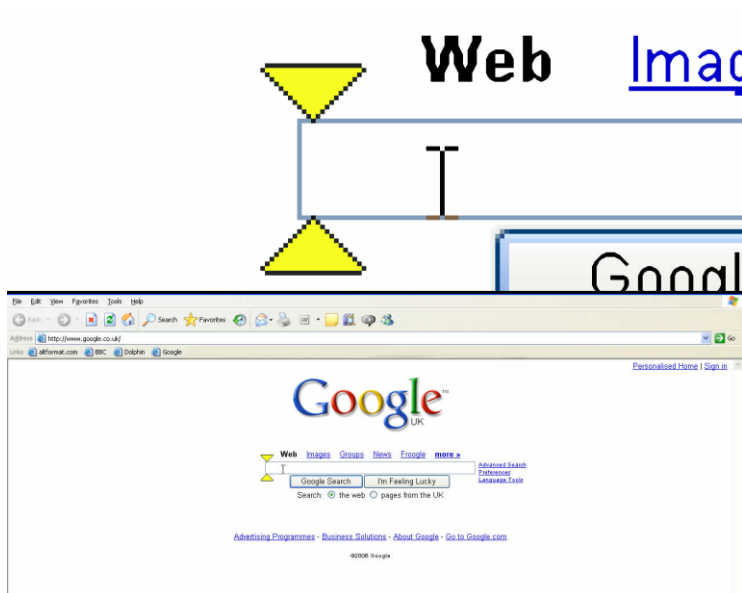 Web Imag
Googl
File Edit View Favorites Tools Help
Back Search Favorites
Address http://www.google.co.uk/ Go
Links altformat.com BBC Dolphin Google
Personalised Home | Sign in
Google™
UK
Web Images Groups News Froogle more »
Advanced Search
Preferences
Language Tools
Google Search I'm Feeling Lucky
Search: the web pages from the UK
Advertising Programmes - Business Solutions - About Google - Go to Google.com
©2006 Google